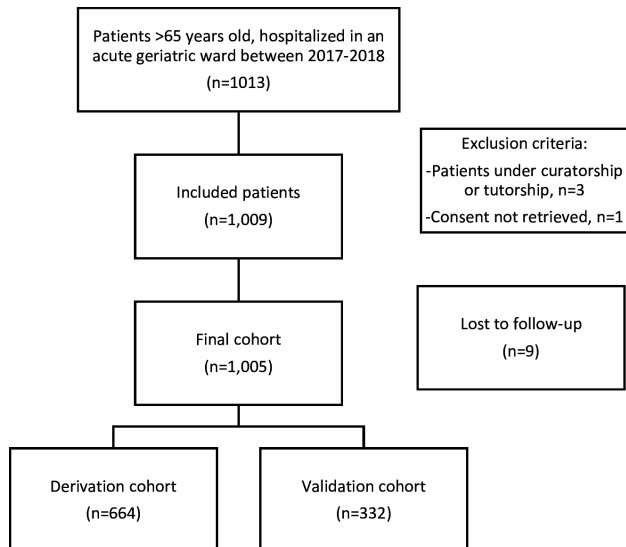 Patients >65 years old, hospitalized in an
acute geriatric ward between 2017-2018
(n=1013)
Exclusion criteria:
-Patients under curatorship
or tutorship, n=3
-Consent not retrieved, n=1
Included patients
(n=1,009)
Lost to follow-up
(n=9)
Final cohort
(n=1,005)
Derivation cohort
(n=664)
Validation cohort
(n=332)